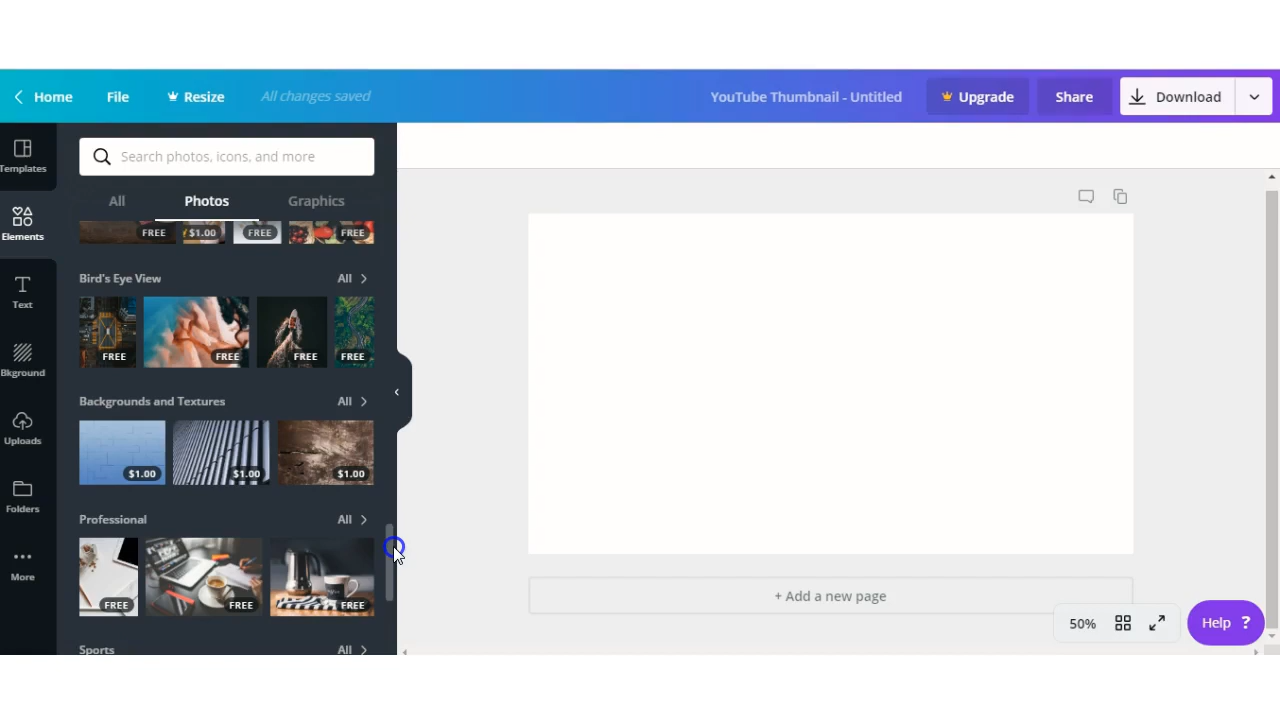 Home File Resize All changes saved YouTube Thumbnail - Untitled Upgrade Share Download
Templates
Elements
Text
Bkground
Uploads
Folders
More
Search photos, icons, and more
All Photos Graphics
FREE $1.00 FREE FREE
Bird's Eye View All
FREE FREE FREE FREE
Backgrounds and Textures All
$1.00 $1.00 $1.00
Professional All
FREE FREE FREE
Sports All
+ Add a new page
50%
Help ?